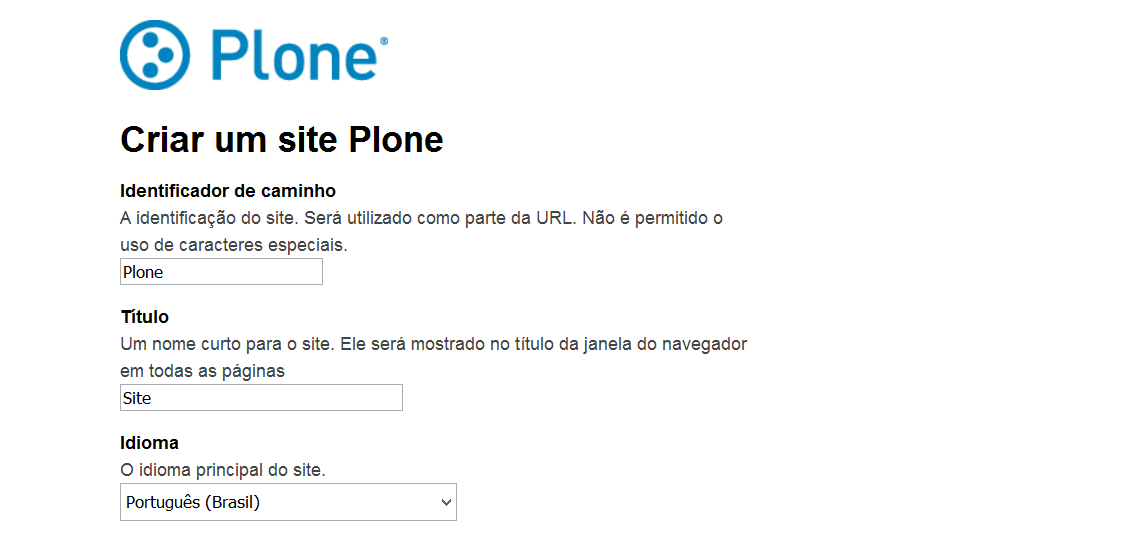 Plone®
Criar um site Plone
Identificador de caminho
A identificação do site. Será utilizado como parte da URL. Não é permitido o
uso de caracteres especiais.
Plone
Título
Um nome curto para o site. Ele será mostrado no título da janela do navegador
em todas as páginas
Site
Idioma
O idioma principal do site.
Português (Brasil)